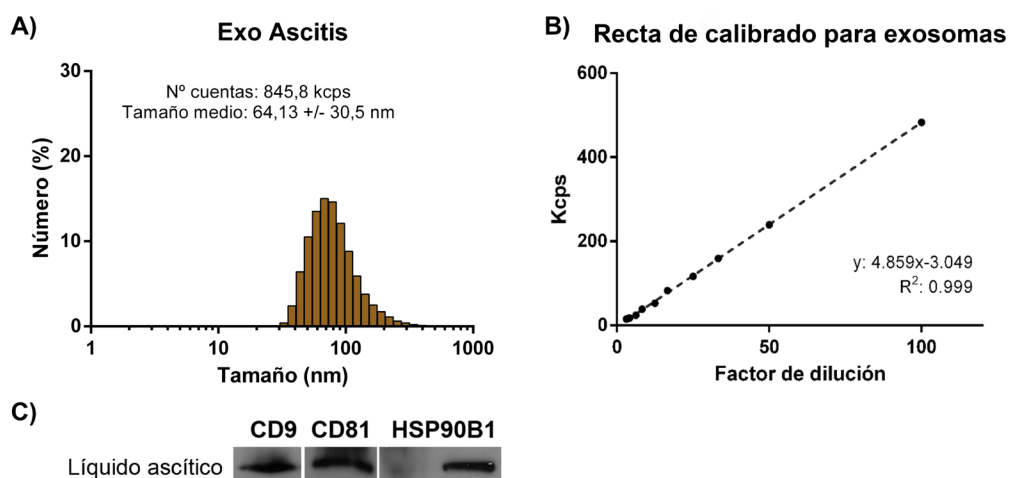 A)
Exo Ascitis
Nº cuentas: 845,8 kcps
Tamaño medio: 64,13 +/- 30,5 nm
Número (%)
30
20
10
0
1
10
100
1000
Tamaño (nm)
B)
Recta de calibrado para exosomas
Kcps
600
400
200
0
y: 4.859x-3.049
R²: 0.999
0
50
100
Factor de dilución
C)
CD9 CD81 HSP90B1
Líquido ascítico